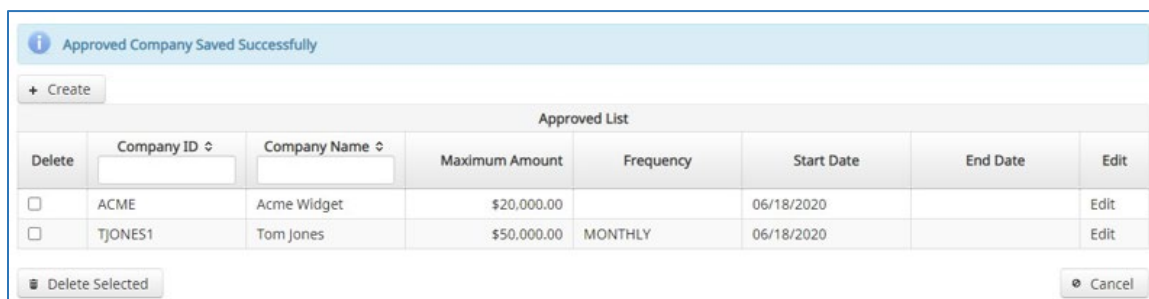 Approved Company Saved Successfully
+ Create
Approved List
Delete Company ID Company Name Maximum Amount Frequency Start Date End Date Edit
ACME Acme Widget $20,000.00 06/18/2020 Edit
TJONES1 Tom Jones $50,000.00 MONTHLY 06/18/2020 Edit
Delete Selected Cancel